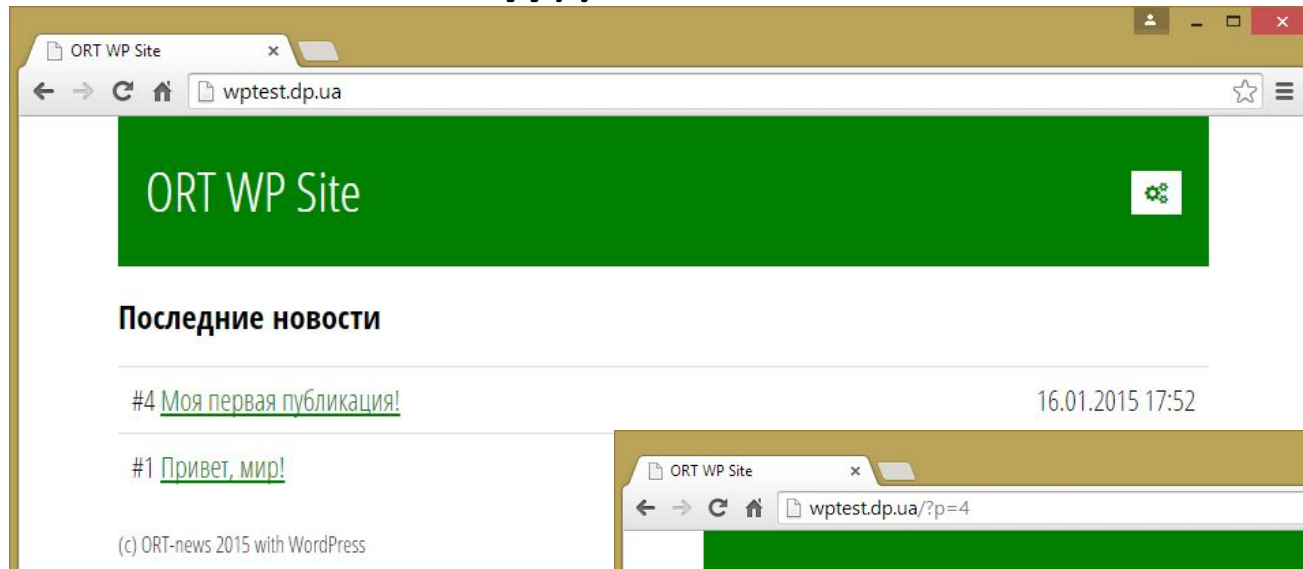 ORT WP Site
wptest.dp.ua
ORT WP Site
Последние новости
#4 Моя первая публикация! 16.01.2015 17:52
#1 Привет, мир!
(c) ORT-news 2015 with WordPress
ORT WP Site
wptest.dp.ua/?p=4